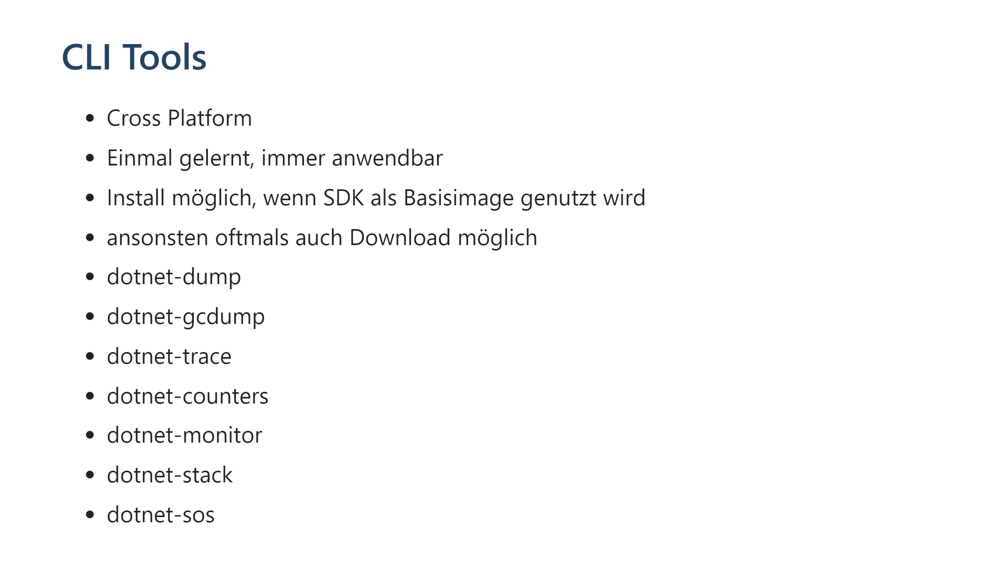 CLI Tools
Cross Platform
Einmal gelernt, immer anwendbar
Install möglich, wenn SDK als Basisimage genutzt wird
ansonsten oftmals auch Download möglich
dotnet-dump
dotnet-gcdump
dotnet-trace
dotnet-counters
dotnet-monitor
dotnet-stack
dotnet-sos